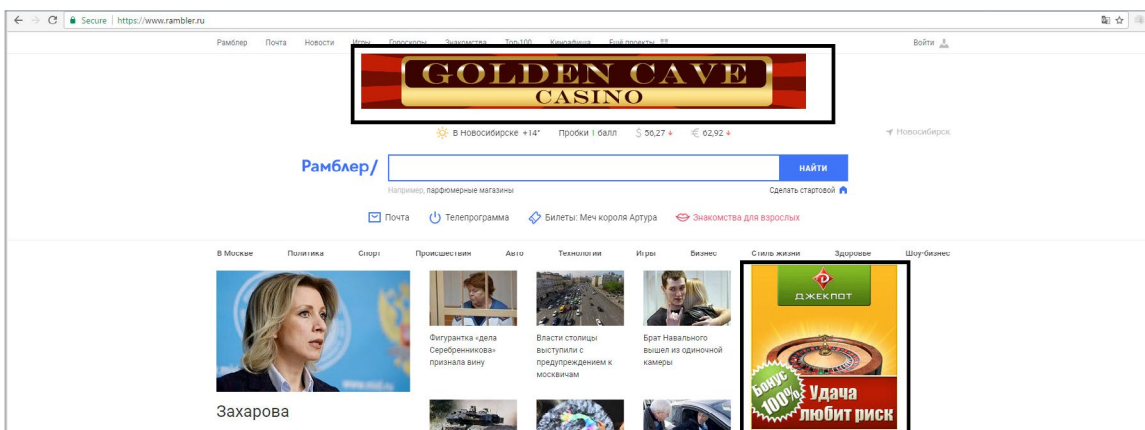 Secure | https://www.rambler.ru
Рамблер Почта Новости Игры Гороскопы Знакомства Топ-100 Киноафиша Ещё проекты Войти
GOLDEN CAVE
CASINO
В Новосибирске +14° Пробки 1 балл $ 56,27 € 62,92 Новосибирск
Рамблер/ НАЙТИ
Например, парфюмерные магазины Сделать стартовой
Почта Телепрограмма Билеты: Меч короля Артура Знакомства для взрослых
В Москве Политика Спорт Происшествия Авто Технологии Игры Бизнес Стиль жизни Здоровье Шоу-бизнес
ДЖЕКПОТ
Фигурантка «дела
Серебренникова»
признала вину
Власти столицы
выступили с
предупреждением к
москвичам
Брат Навального
вышел из одиночной
камеры
Бонус
100%
Удача
любит риск
Захарова